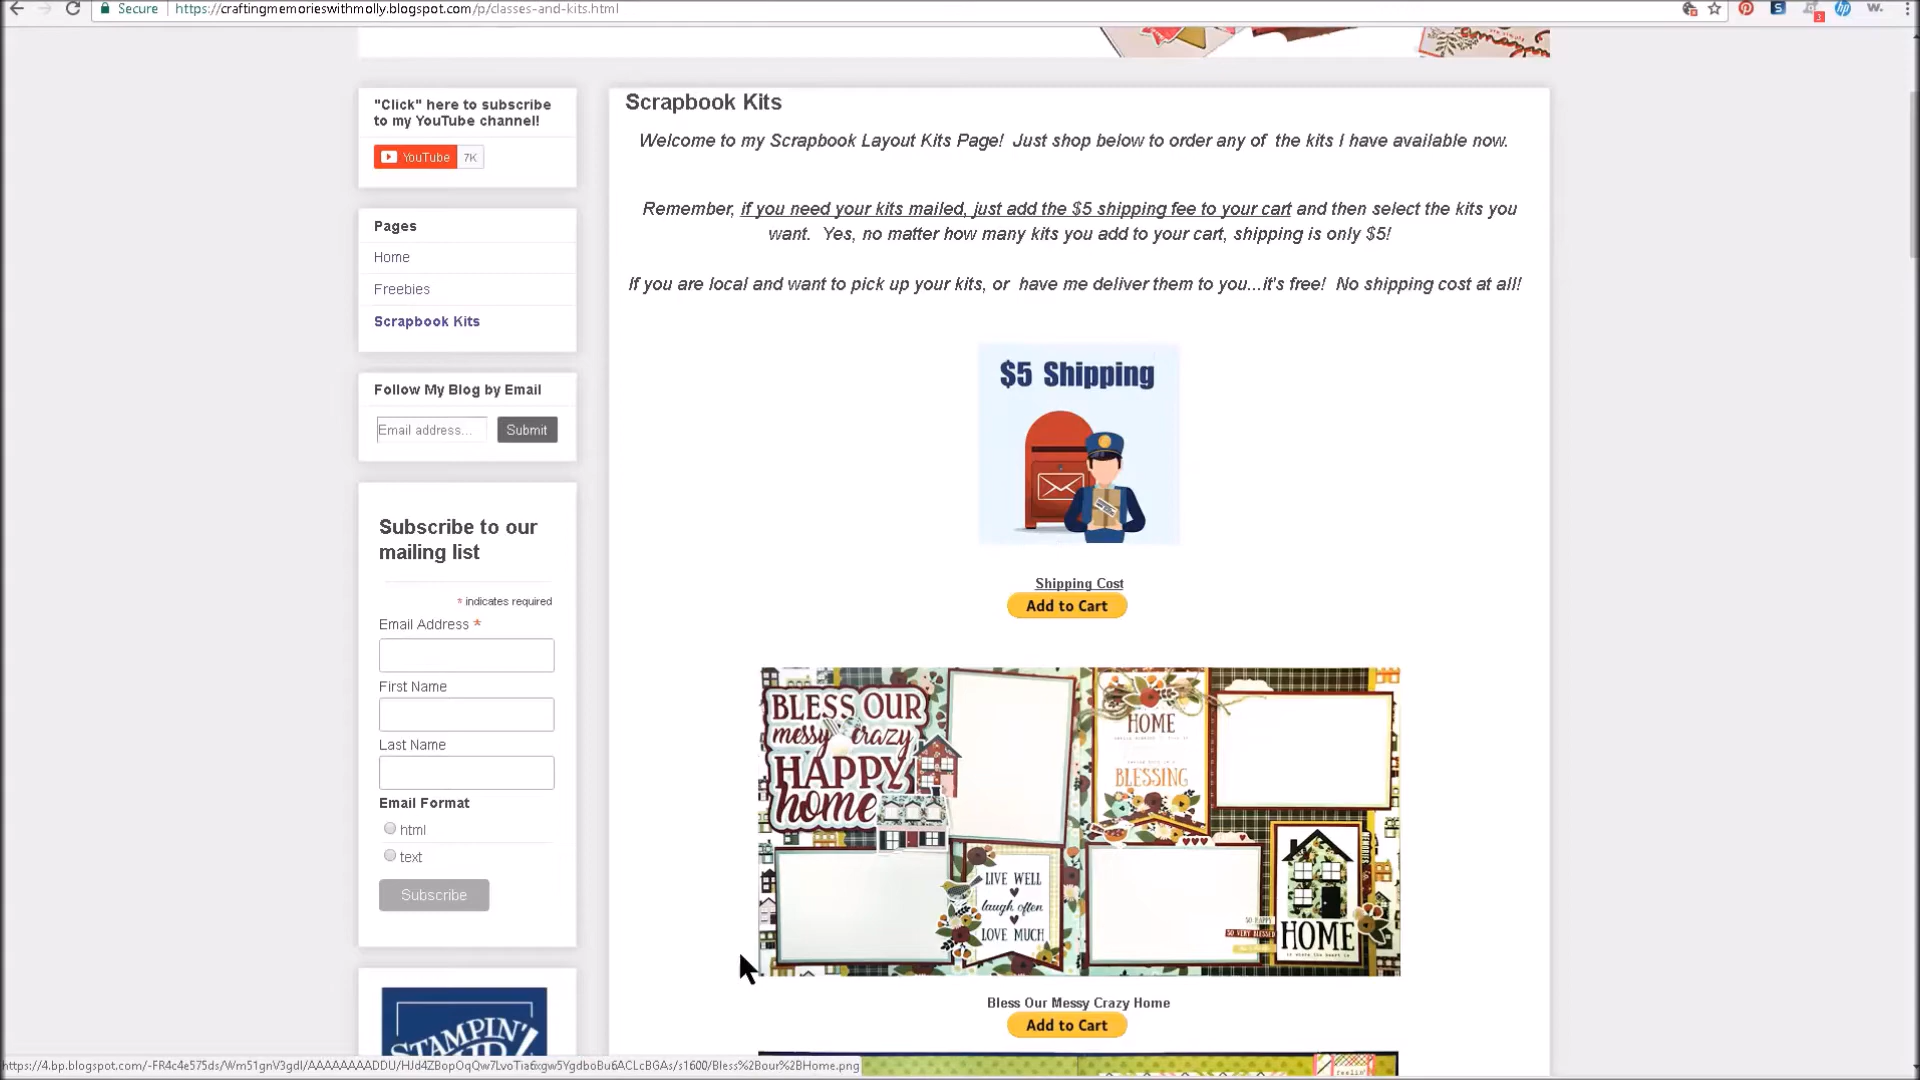 Secure
https://craftingmemorieswithmolly.blogspot.com/p/classes-and-kits.html
3
hp
W.
"Click" here to subscribe
to my YouTube channel!
YouTube 7K
Pages
Home
Freebies
Scrapbook Kits
Follow My Blog by Email
Email address...
Submit
Subscribe to our
mailing list
* indicates required
Email Address *
First Name
Last Name
Email Format
html
text
Subscribe
STAMPIN'
Scrapbook Kits
Welcome to my Scrapbook Layout Kits Page! Just shop below to order any of the kits I have available now.
Remember, if you need your kits mailed, just add the $5 shipping fee to your cart and then select the kits you
want. Yes, no matter how many kits you add to your cart, shipping is only $5!
If you are local and want to pick up your kits, or have me deliver them to you...it's free! No shipping cost at all!
$5 Shipping
Shipping Cost
Add to Cart
BLESS OUR
messy crazy
HAPPY
home
HOME
BLESSING
LIVE WELL
laugh often
LOVE MUCH
SO HAPPY
SO VERY BLESSED
HOME
Bless Our Messy Crazy Home
Add to Cart